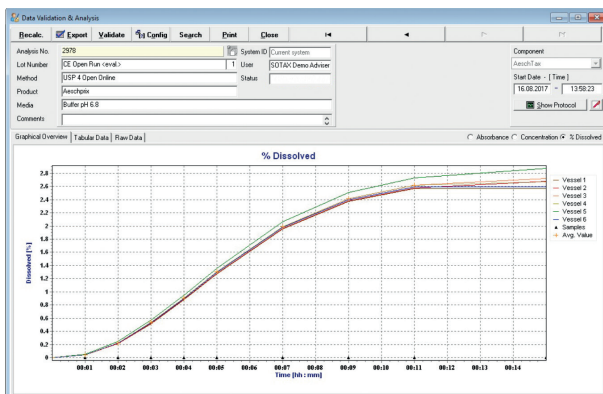 Data Validation & Analysis
Recalc. Export Validate Config Search Print Close
Analysis No. 2978 System ID Current system Component
Lot Number CE Open Run <eval.> 1 User SOTAX Demo Adviser AeschTax
Method USP 4 Open Online Status Start Date - [ Time ]
Product Aeschprix 16.08.2017 - 13:58:23
Media Buffer pH 6.8 Show Protocol
Comments
Graphical Overview Tabular Data Raw Data Absorbance Concentration % Dissolved
% Dissolved
2.8
2.6
2.4
2.2
2
1.8
1.6
1.4
1.2
1
0.8
0.6
0.4
0.2
0
Dissolved [%]
Vessel 1
Vessel 2
Vessel 3
Vessel 4
Vessel 5
Vessel 6
Samples
Avg. Value
00:01 00:02 00:03 00:04 00:05 00:06 00:07 00:08 00:09 00:10 00:11 00:12 00:13 00:14
Time [hh : mm]